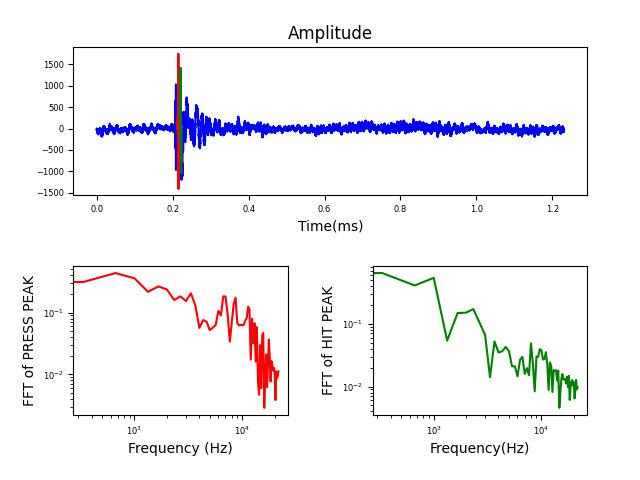 Amplitude
1500
1000
500
0
−500
−1000
−1500
0.0 0.2 0.4 0.6 0.8 1.0 1.2
Time(ms)
FFT of PRESS PEAK
10⁻¹
10⁻²
10³ 10⁴
Frequency (Hz)
FFT of HIT PEAK
10⁻¹
10⁻²
10³ 10⁴
Frequency(Hz)